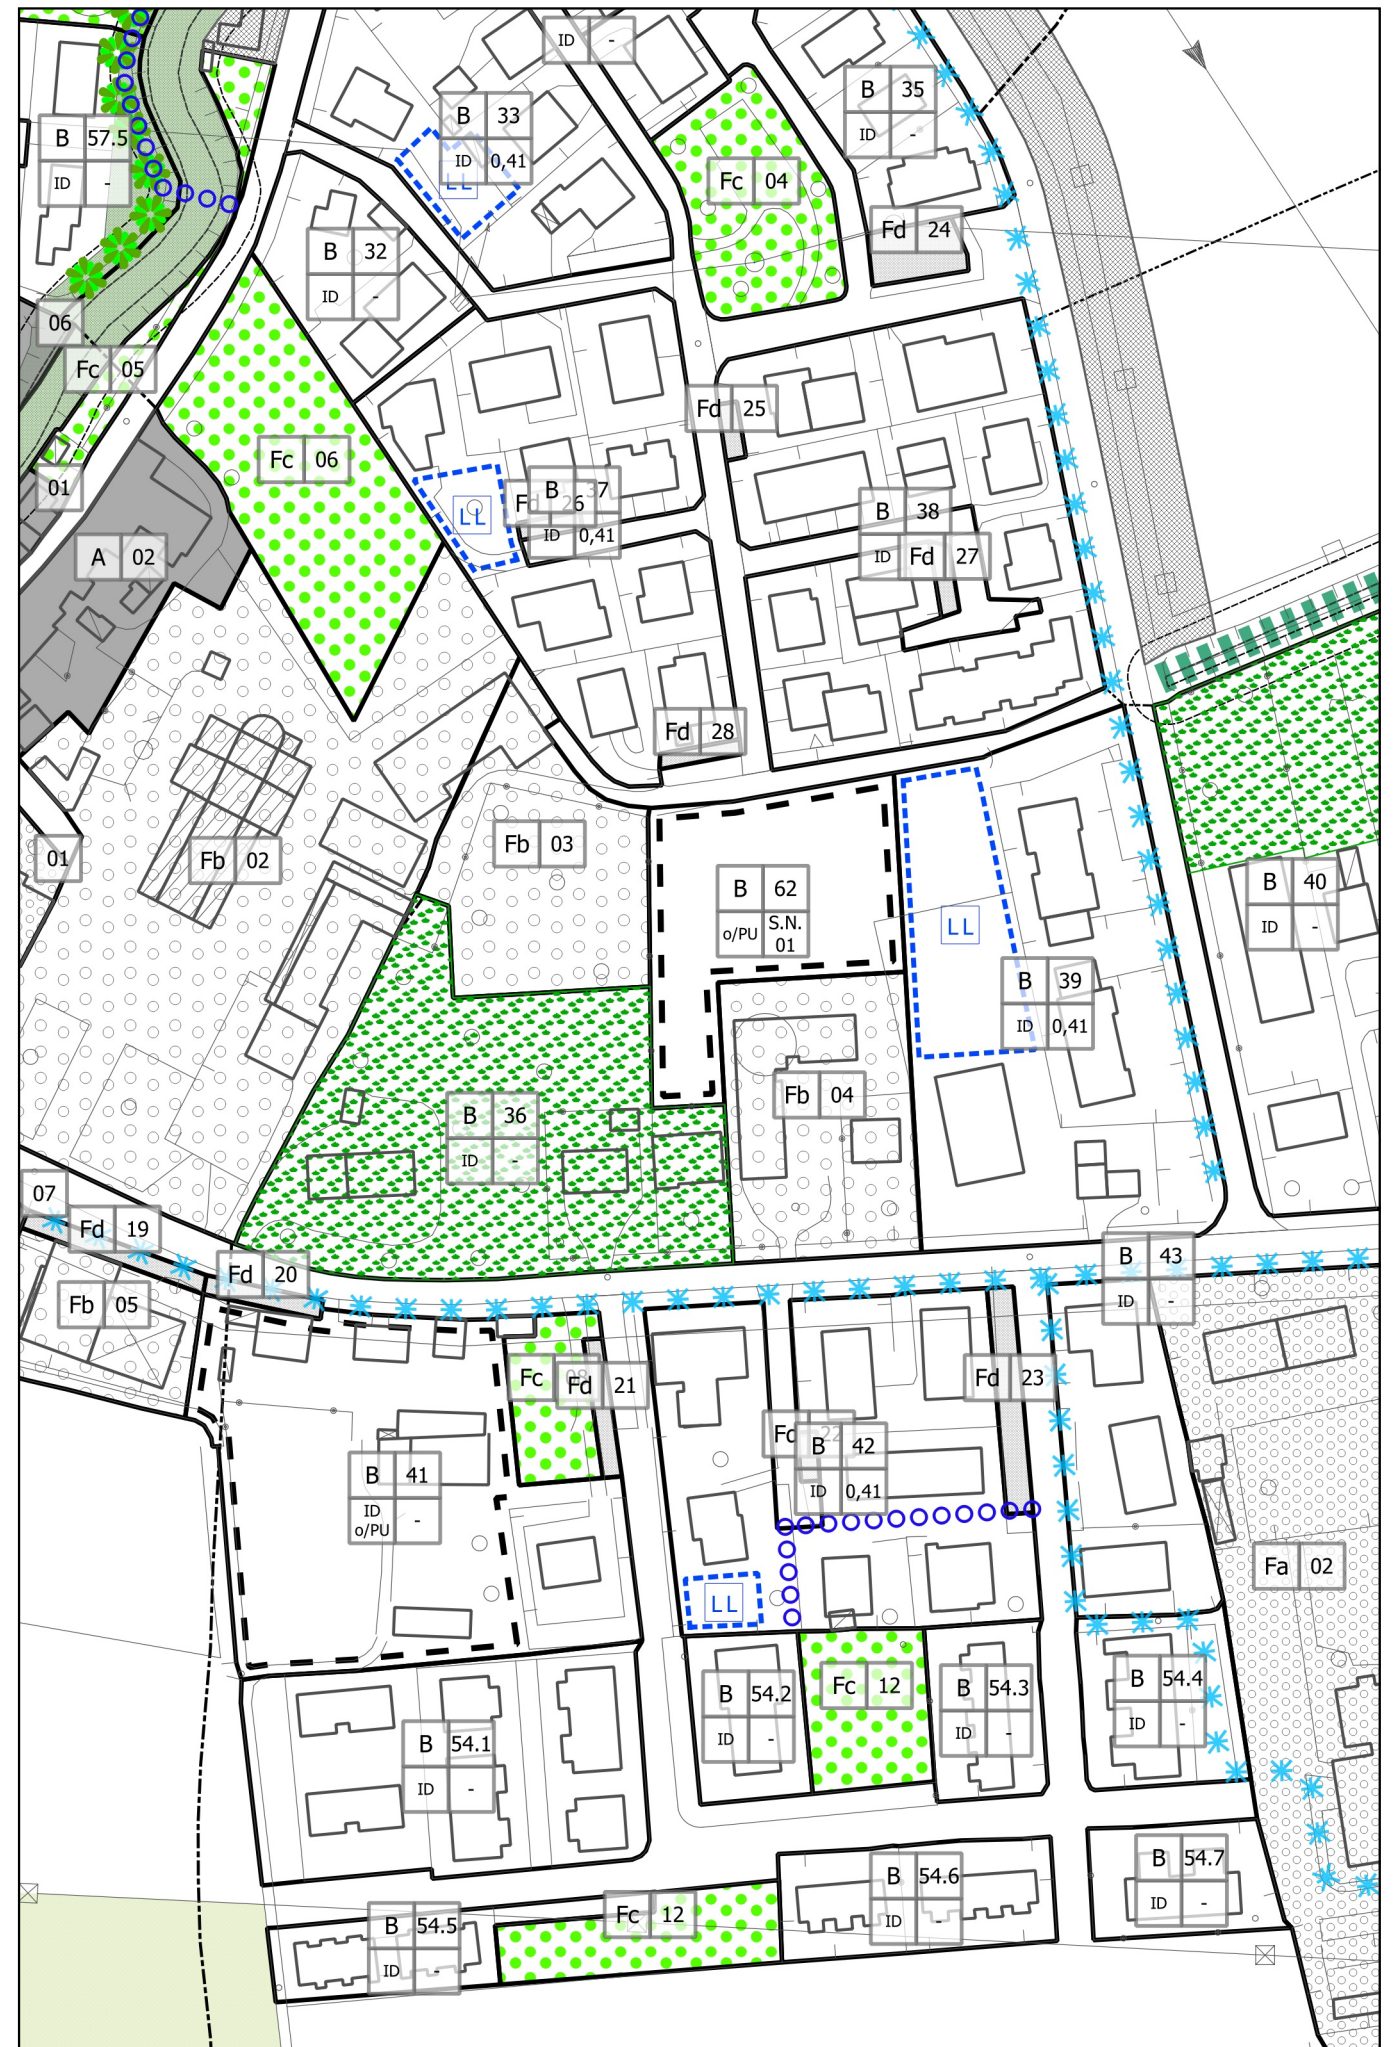 ID -
B 33
ID 0,41
LL
B 35
ID -
B 57.5
ID -
Fc 04
Fd 24
B 32
ID -
06
Fc 05
Fd 25
Fc 06
01
LL
B 37
Fd 26
ID 0,41
B 38
ID Fd 27
A 02
Fd 28
Fb 03
01
Fb 02
B 62
o/PU S.N. 01
LL
B 40
ID -
B 39
ID 0,41
Fb 04
B 36
ID -
07
Fd 19
Fd 20
Fb 05
B 43
ID -
Fc 08
Fd 21
Fd 23
Fd 22
B 42
ID 0,41
B 41
ID o/PU -
Fa 02
LL
B 54.2
ID -
Fc 12
B 54.3
ID -
B 54.4
ID -
B 54.1
ID -
B 54.6
ID -
B 54.7
ID -
B 54.5
ID -
Fc 12